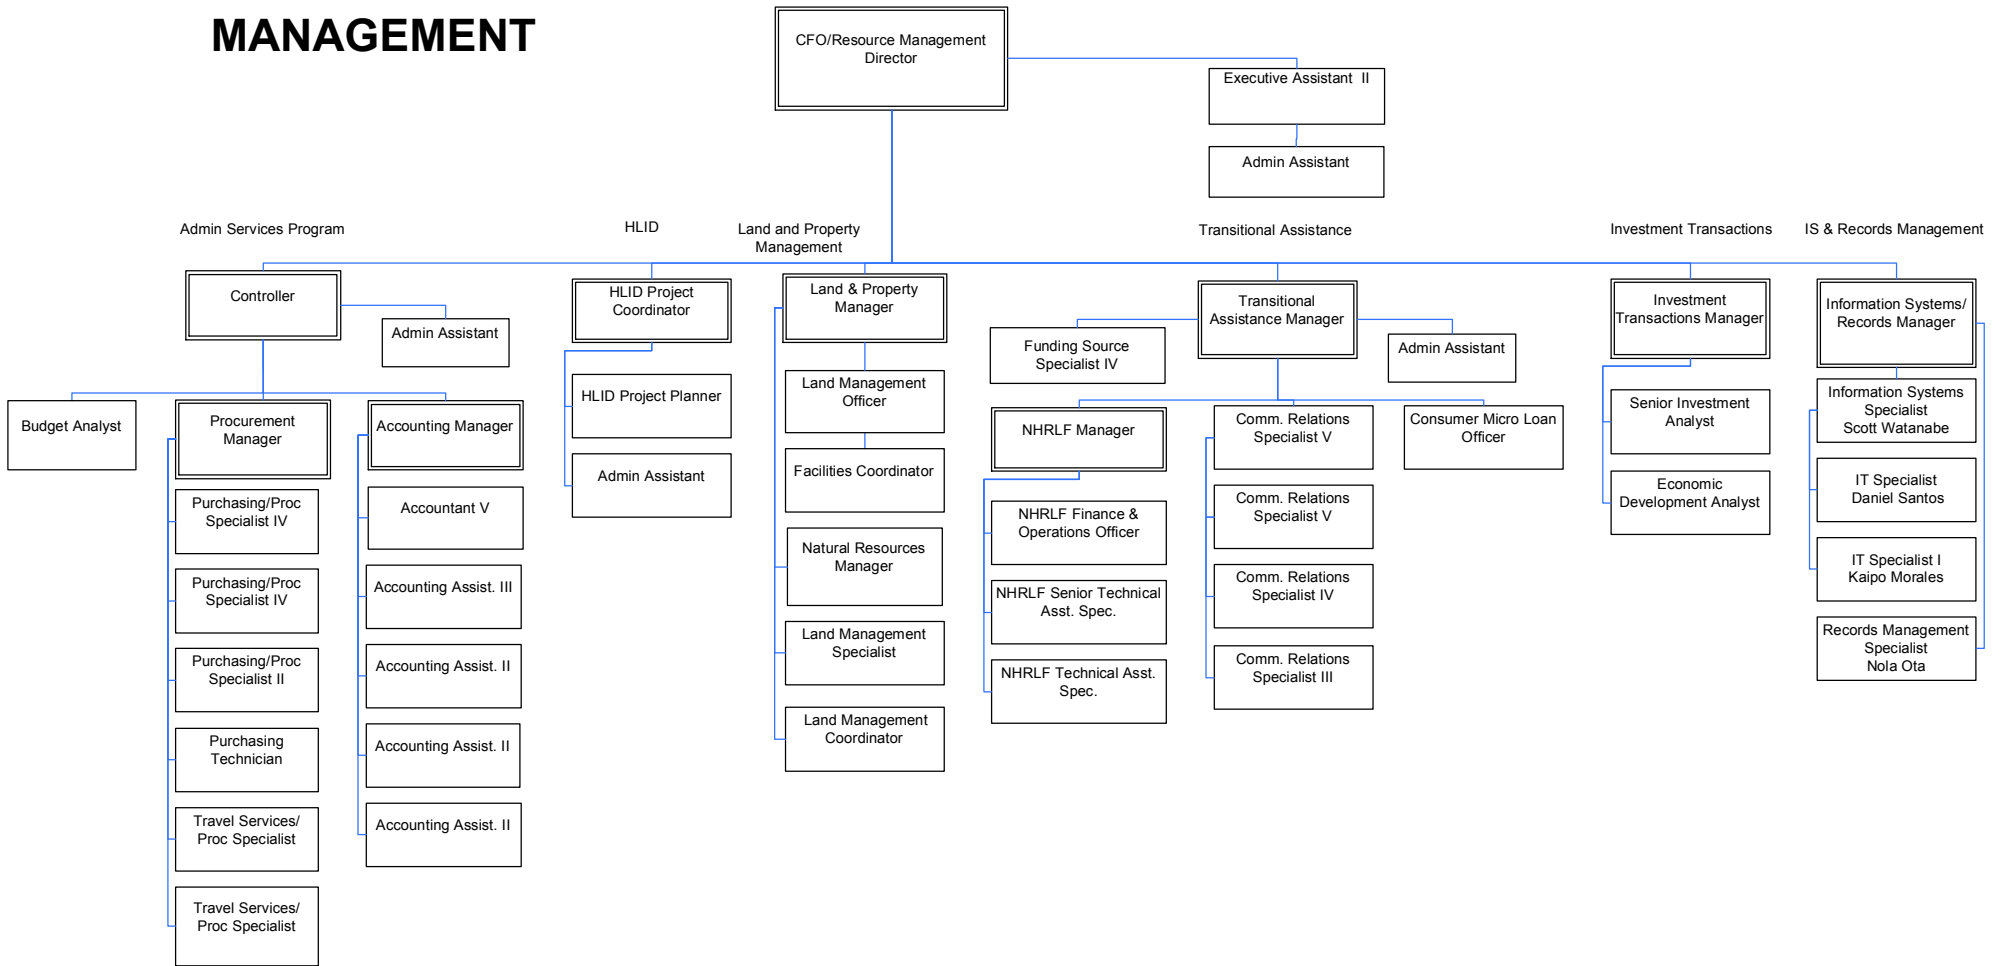 MANAGEMENT
CFO/Resource Management
Director
Executive Assistant II
Admin Assistant
Admin Services Program
HLID
Land and Property
Management
Transitional Assistance
Investment Transactions
IS & Records Management
Controller
Admin Assistant
Budget Analyst
Procurement
Manager
Purchasing/Proc
Specialist IV
Purchasing/Proc
Specialist IV
Purchasing/Proc
Specialist II
Purchasing
Technician
Travel Services/
Proc Specialist
Travel Services/
Proc Specialist
Accounting Manager
Accountant V
Accounting Assist. III
Accounting Assist. II
Accounting Assist. II
Accounting Assist. II
HLID Project
Coordinator
HLID Project Planner
Admin Assistant
Land & Property
Manager
Land Management
Officer
Facilities Coordinator
Natural Resources
Manager
Land Management
Specialist
Land Management
Coordinator
Transitional
Assistance Manager
Funding Source
Specialist IV
Admin Assistant
NHRLF Manager
NHRLF Finance &
Operations Officer
NHRLF Senior Technical
Asst. Spec.
NHRLF Technical Asst.
Spec.
Comm. Relations
Specialist V
Comm. Relations
Specialist V
Comm. Relations
Specialist IV
Comm. Relations
Specialist III
Consumer Micro Loan
Officer
Investment
Transactions Manager
Senior Investment
Analyst
Economic
Development Analyst
Information Systems/
Records Manager
Information Systems
Specialist
Scott Watanabe
IT Specialist
Daniel Santos
IT Specialist I
Kaipo Morales
Records Management
Specialist
Nola Ota